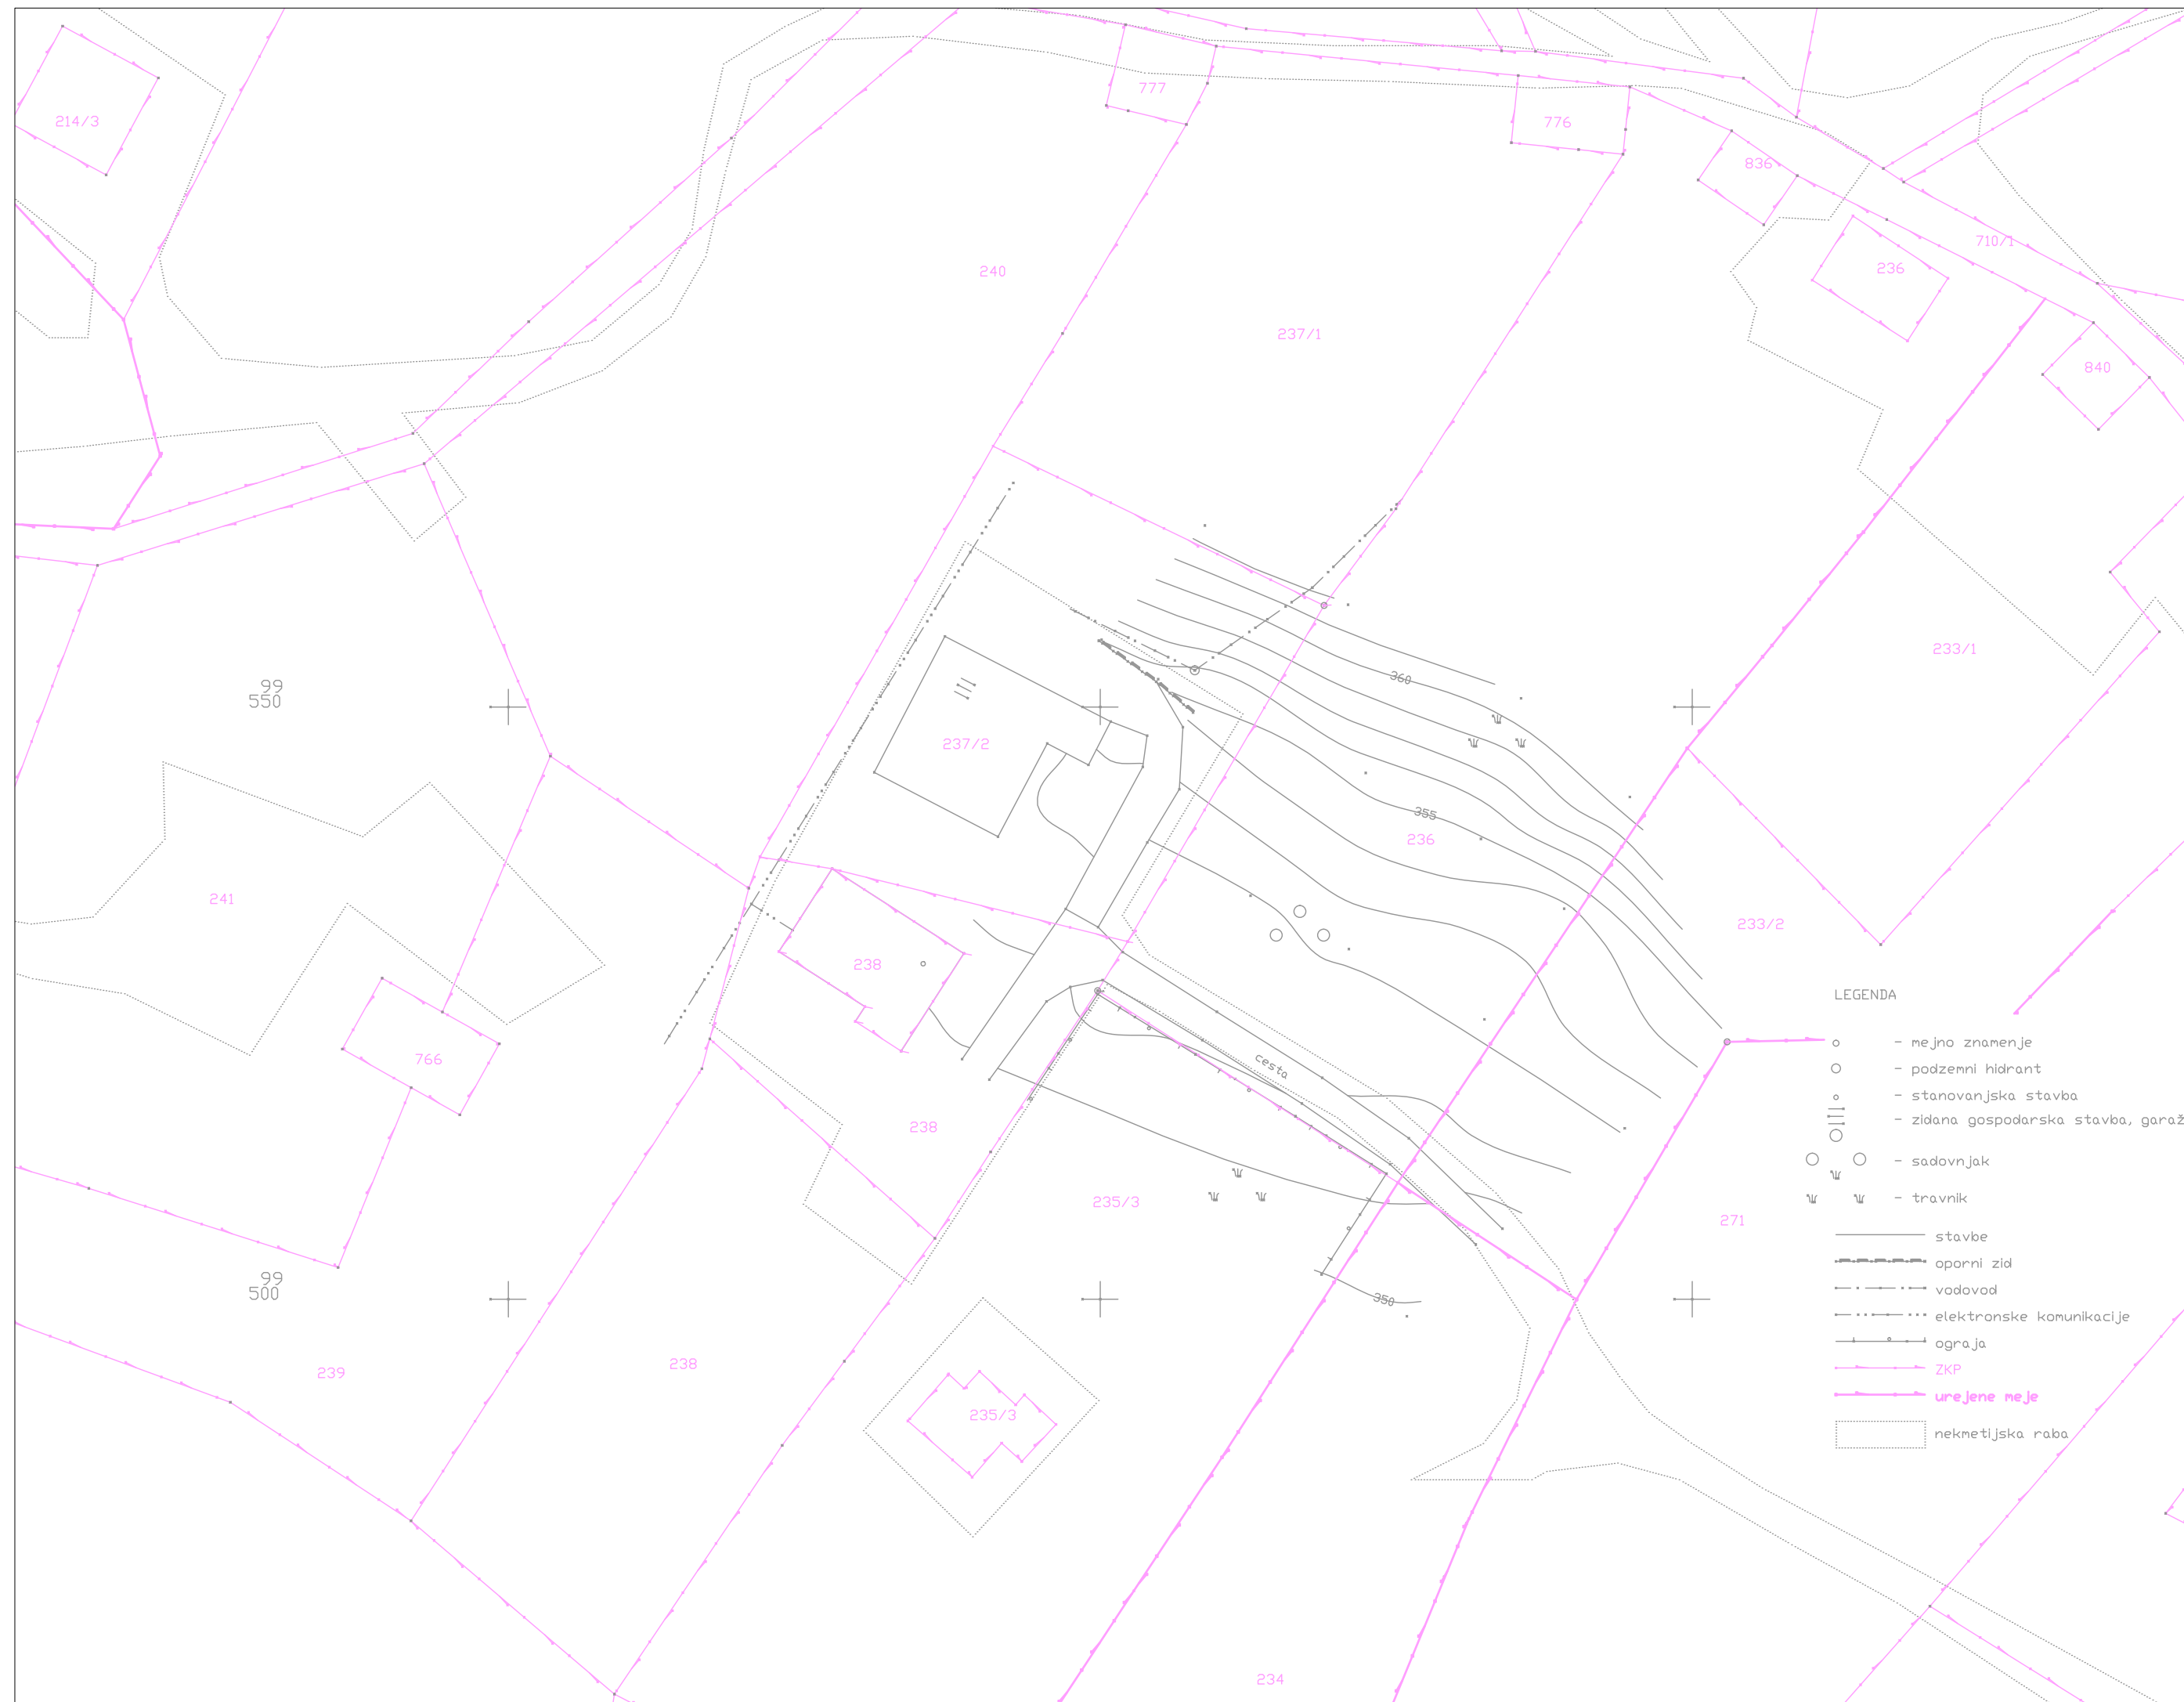 777
214/3
776
836
710/1
240
236
237/1
840
233/1
360
99
550
237/2
355
236
241
233/2
238
LEGENDA
mejno znamenje
766
cesta
podzemni hidrant
stanovanjska stavba
zidana gospodarska stavba,
238
sadovnjak
235/3
travnik
271
stavbe
oporni zid
99
500
vodovod
350
elektronske komunikacije
ograja
239
238
ZKP
urejene meje
235/3
nekmetijska raba
234